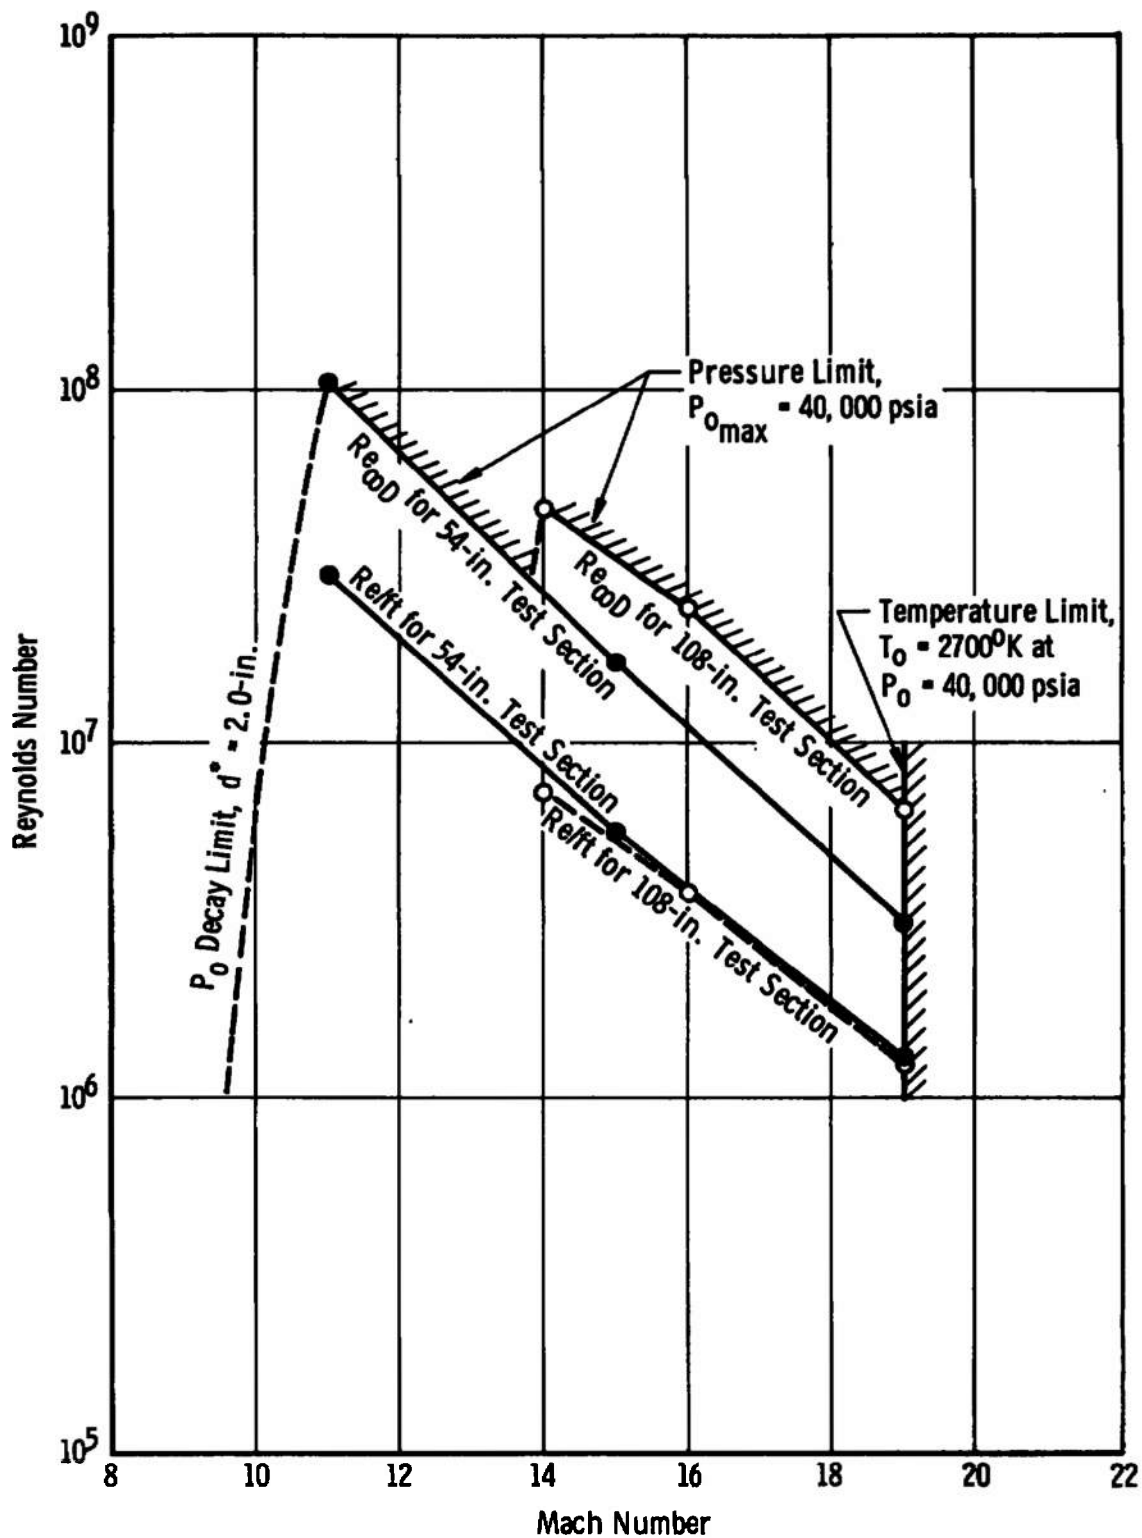 10⁹
10⁸
10⁷
10⁶
10⁵
8 10 12 14 16 18 20 22
Mach Number
Reynolds Number
Pressure Limit,
P₀ₘₐₓ = 40,000 psia
Temperature Limit,
T₀ = 2700⁰K at
P₀ = 40,000 psia
Re∞D for 54-in. Test Section
Re∞D for 108-in. Test Section
Re/ft for 54-in. Test Section
Re/ft for 108-in. Test Section
P₀ Decay Limit, d* = 2.0-in.